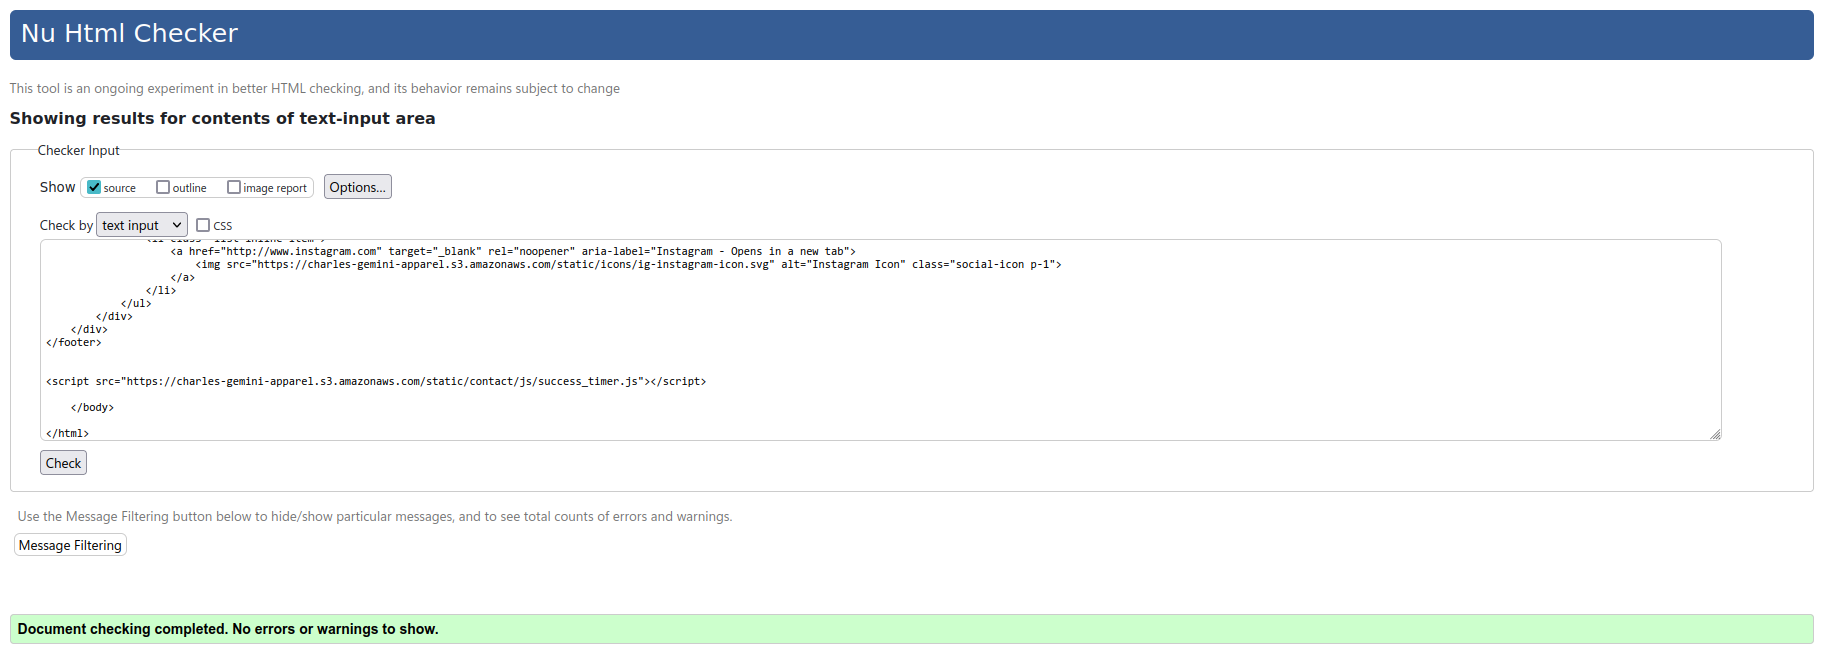 Nu Html Checker
This tool is an ongoing experiment in better HTML checking, and its behavior remains subject to change
Showing results for contents of text-input area
Checker Input
Show source outline image report Options...
Check by text input CSS
<li class="list-inline-item">
<a href="http://www.instagram.com" target="_blank" rel="noopener" aria-label="Instagram - Opens in a new tab">
<img src="https://charles-gemini-apparel.s3.amazonaws.com/static/icons/ig-instagram-icon.svg" alt="Instagram Icon" class="social-icon p-1">
</a>
</li>
</ul>
</div>
</div>
</footer>
<script src="https://charles-gemini-apparel.s3.amazonaws.com/static/contact/js/success_timer.js"></script>
</body>
</html>
Check
Use the Message Filtering button below to hide/show particular messages, and to see total counts of errors and warnings.
Message Filtering
Document checking completed. No errors or warnings to show.